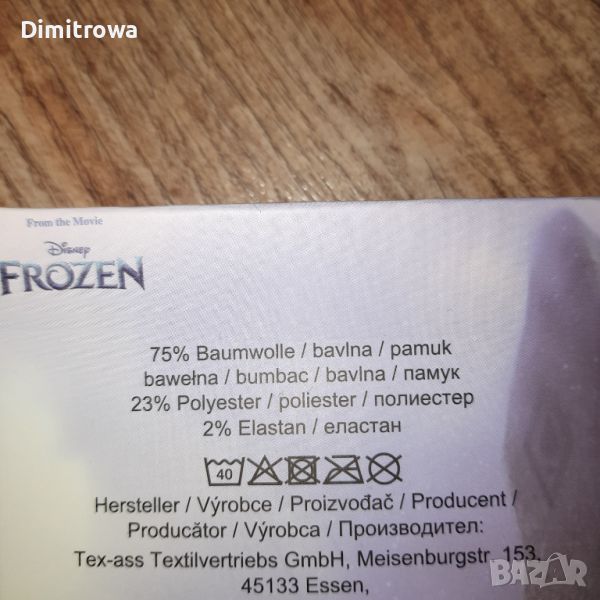 Dimitrowa
From the Movie
Disney
FROZEN
75% Baumwolle / bavlna / pamuk
bawełna / bumbac / bavlna / памук
23% Polyester / poliester / полиестер
2% Elastan / еластан
40
Hersteller / Výrobce / Proizvođač / Producent /
Producător / Výrobca / Производител:
Tex-ass Textilvertriebs GmbH, Meisenburgstr. 153,
45133 Essen,
BAZAR